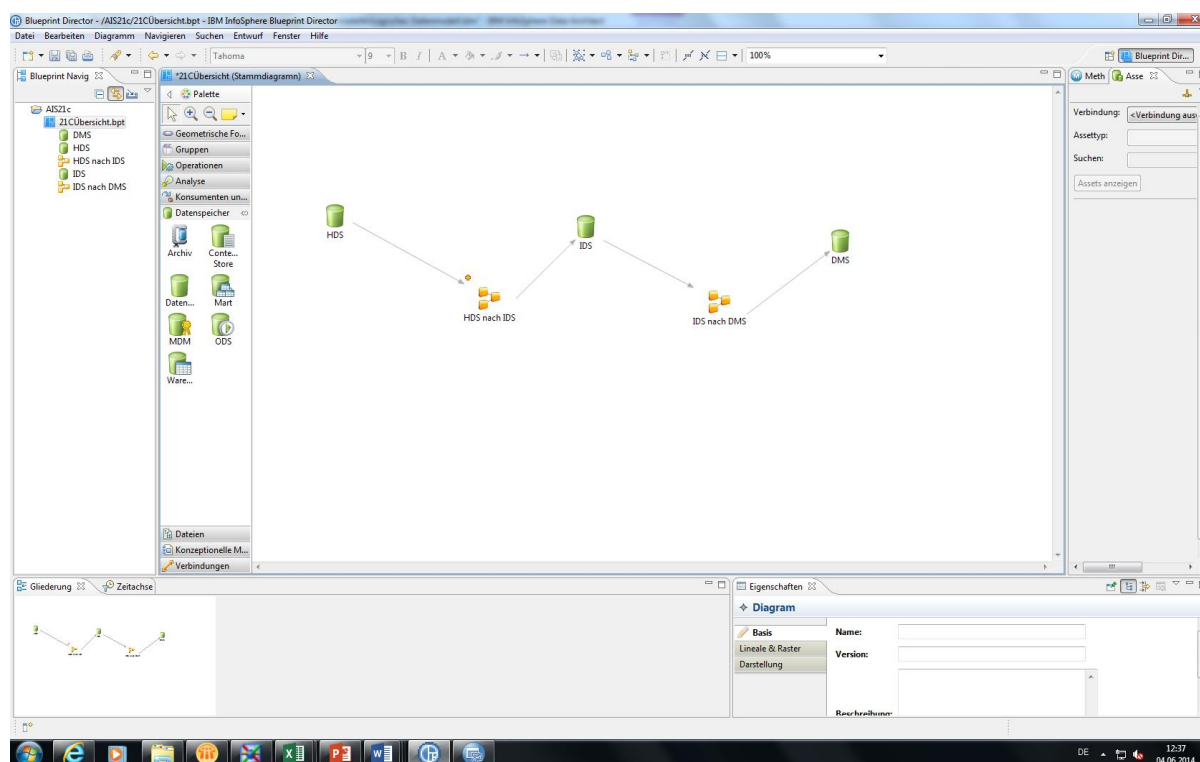 Blueprint Director - /AIS21c/21CÜbersicht.bpt - IBM InfoSphere Blueprint Director
Datei Bearbeiten Diagramm Navigieren Suchen Entwurf Fenster Hilfe
Tahoma 9 B I A 100% Blueprint Dir...
Blueprint Navig
AIS21c
21CÜbersicht.bpt
DMS
HDS
HDS nach IDS
IDS
IDS nach DMS
*21CÜbersicht (Stammdiagramm)
Palette
Geometrische Fo...
Gruppen
Operationen
Analyse
Konsumenten un...
Datenspeicher
Archiv
Conte... Store
Daten...
Mart
MDM
ODS
Ware...
Dateien
Konzeptionelle M...
Verbindungen
HDS
HDS nach IDS
IDS
IDS nach DMS
DMS
Meth Asse
Verbindung: <Verbindung aus
Assettyp:
Suchen:
Assets anzeigen
Gliederung Zeitachse
Eigenschaften
Diagram
Basis
Lineale & Raster
Darstellung
Name:
Version:
Beschreibung:
DE 12:37
04.06.2014